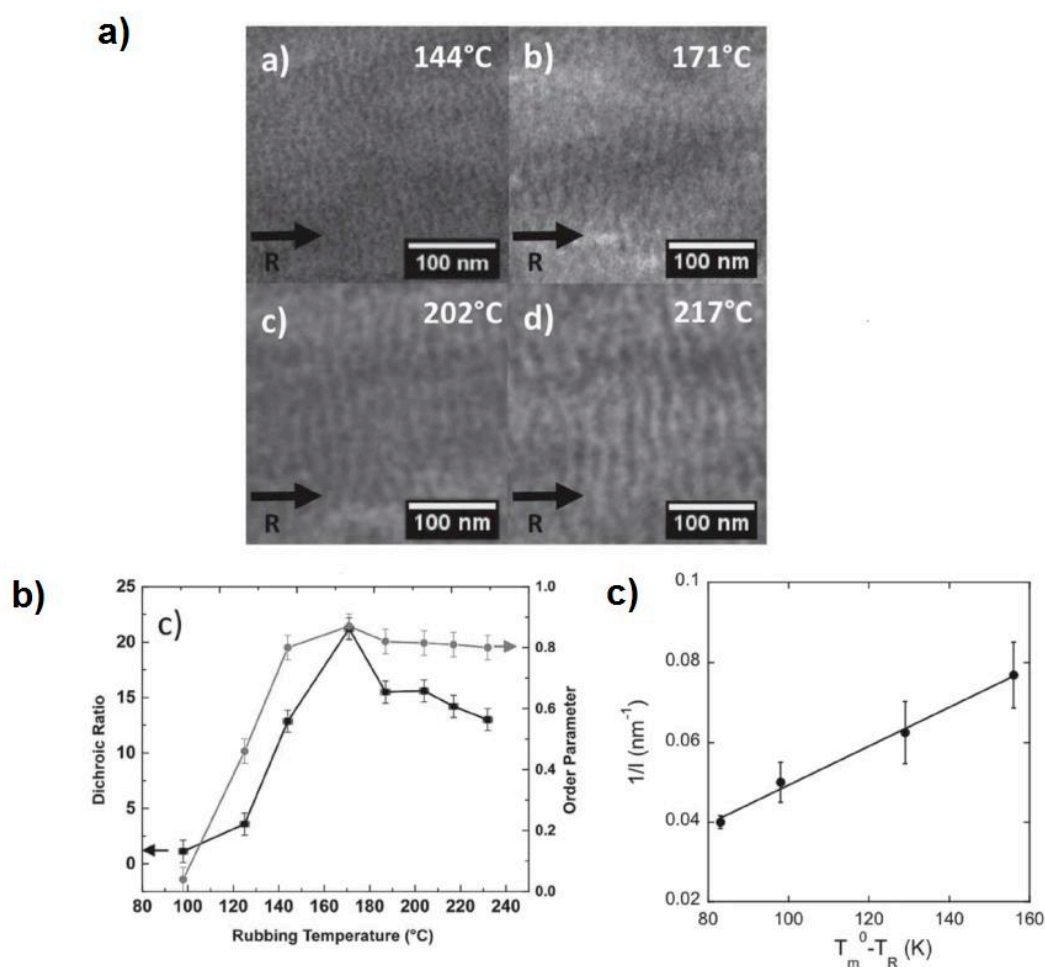 a)
a) 144°C
b) 171°C
R
100 nm
R
100 nm
c) 202°C
d) 217°C
R
100 nm
R
100 nm
b)
c)
25
20
15
10
5
0
Dichroic Ratio
1.0
0.8
0.6
0.4
0.2
0.0
Order Parameter
80 100 120 140 160 180 200 220 240
Rubbing Temperature (°C)
c)
0.1
0.08
0.06
0.04
0.02
1/l (nm⁻¹)
80 100 120 140 160
Tₘ⁰-T_R (K)